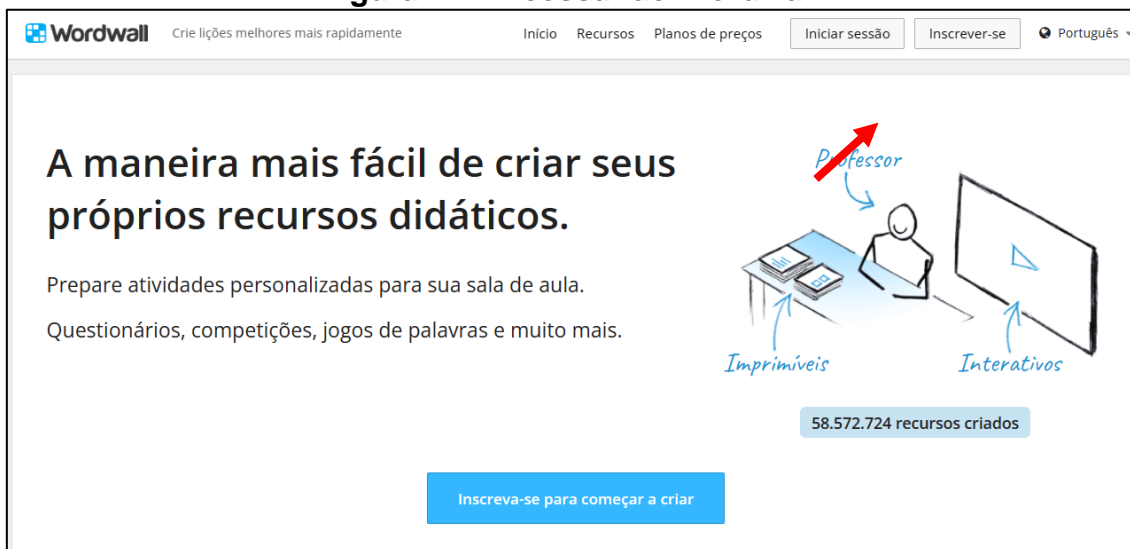 Wordwall Crie lições melhores mais rapidamente Início Recursos Planos de preços Iniciar sessão Inscrever-se Português
A maneira mais fácil de criar seus
próprios recursos didáticos.
Prepare atividades personalizadas para sua sala de aula.
Questionários, competições, jogos de palavras e muito mais.
Professor
Imprimíveis
Interativos
58.572.724 recursos criados
Inscreva-se para começar a criar